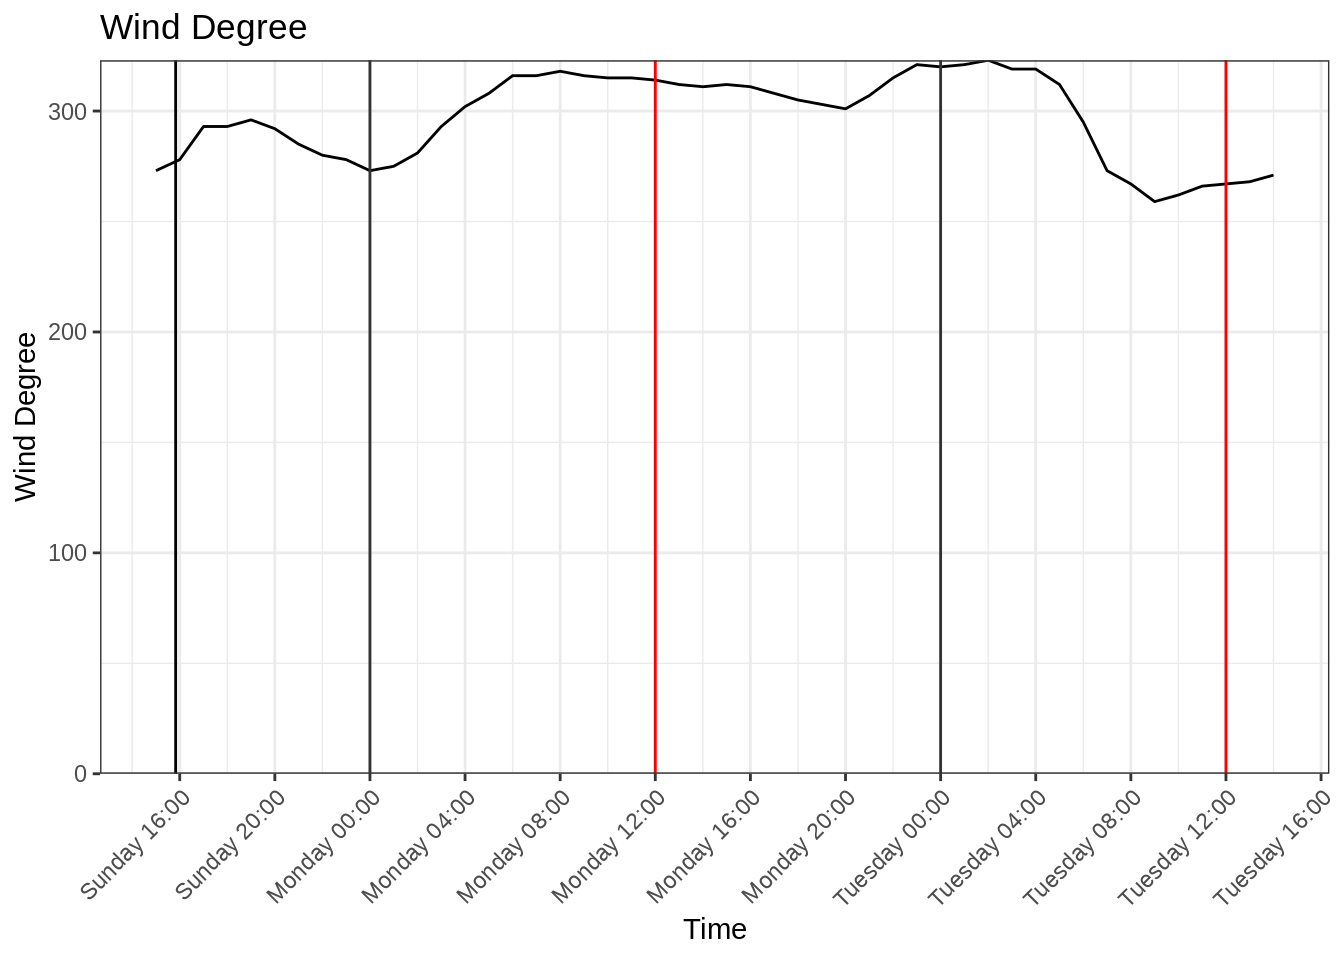 Wind Degree
Wind Degree
300
200
100
0
Sunday 16:00
Sunday 20:00
Monday 00:00
Monday 04:00
Monday 08:00
Monday 12:00
Monday 16:00
Monday 20:00
Tuesday 00:00
Tuesday 04:00
Tuesday 08:00
Tuesday 12:00
Tuesday 16:00
Time